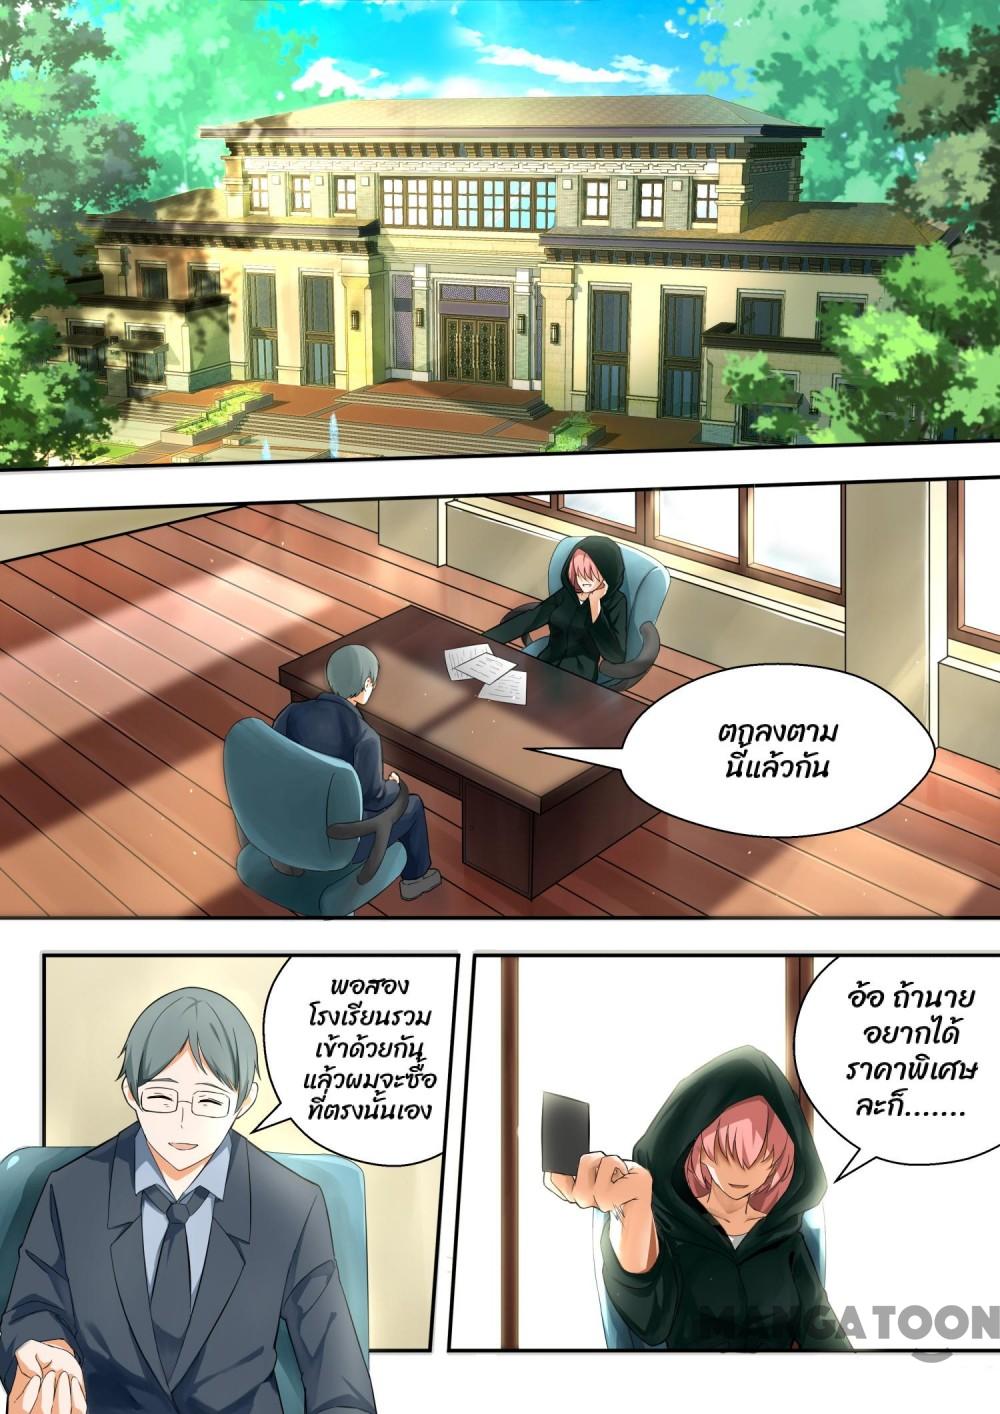 ตกลงตาม
นี้แล้วกัน
พอสอง
โรงเรียนรวม
เข้าด้วยกัน
แล้วผมจะซื้อ
ที่ตรงนั้นเอง
อ้อ ถ้านาย
อยากได้
ราคาพิเศษ
ละก็.......
MANGATOON